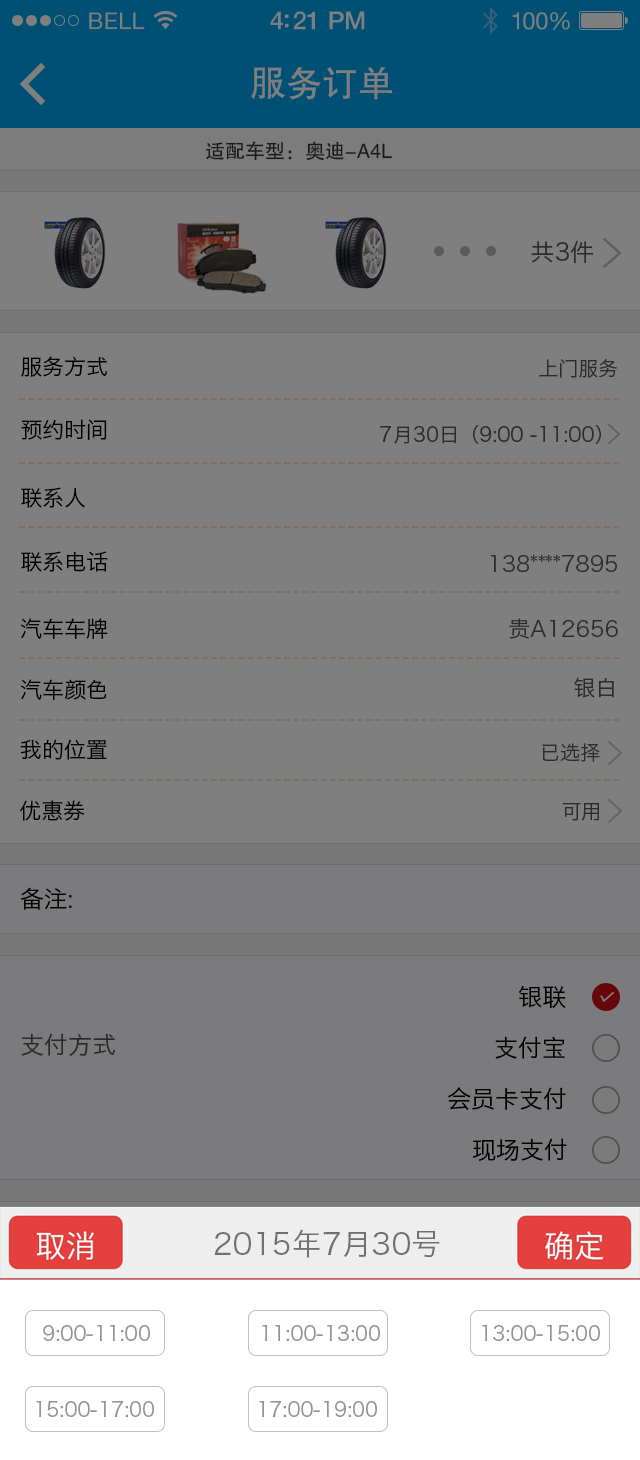 BELL 4:21 PM 100%
服务订单
适配车型：奥迪-A4L
共3件
服务方式 上门服务
预约时间 7月30日（9:00 -11:00）
联系人
联系电话 138****7895
汽车车牌 贵A12656
汽车颜色 银白
我的位置 已选择
优惠券 可用
备注:
银联
支付方式
支付宝
会员卡支付
现场支付
取消 2015年7月30号 确定
9:00-11:00 11:00-13:00 13:00-15:00
15:00-17:00 17:00-19:00